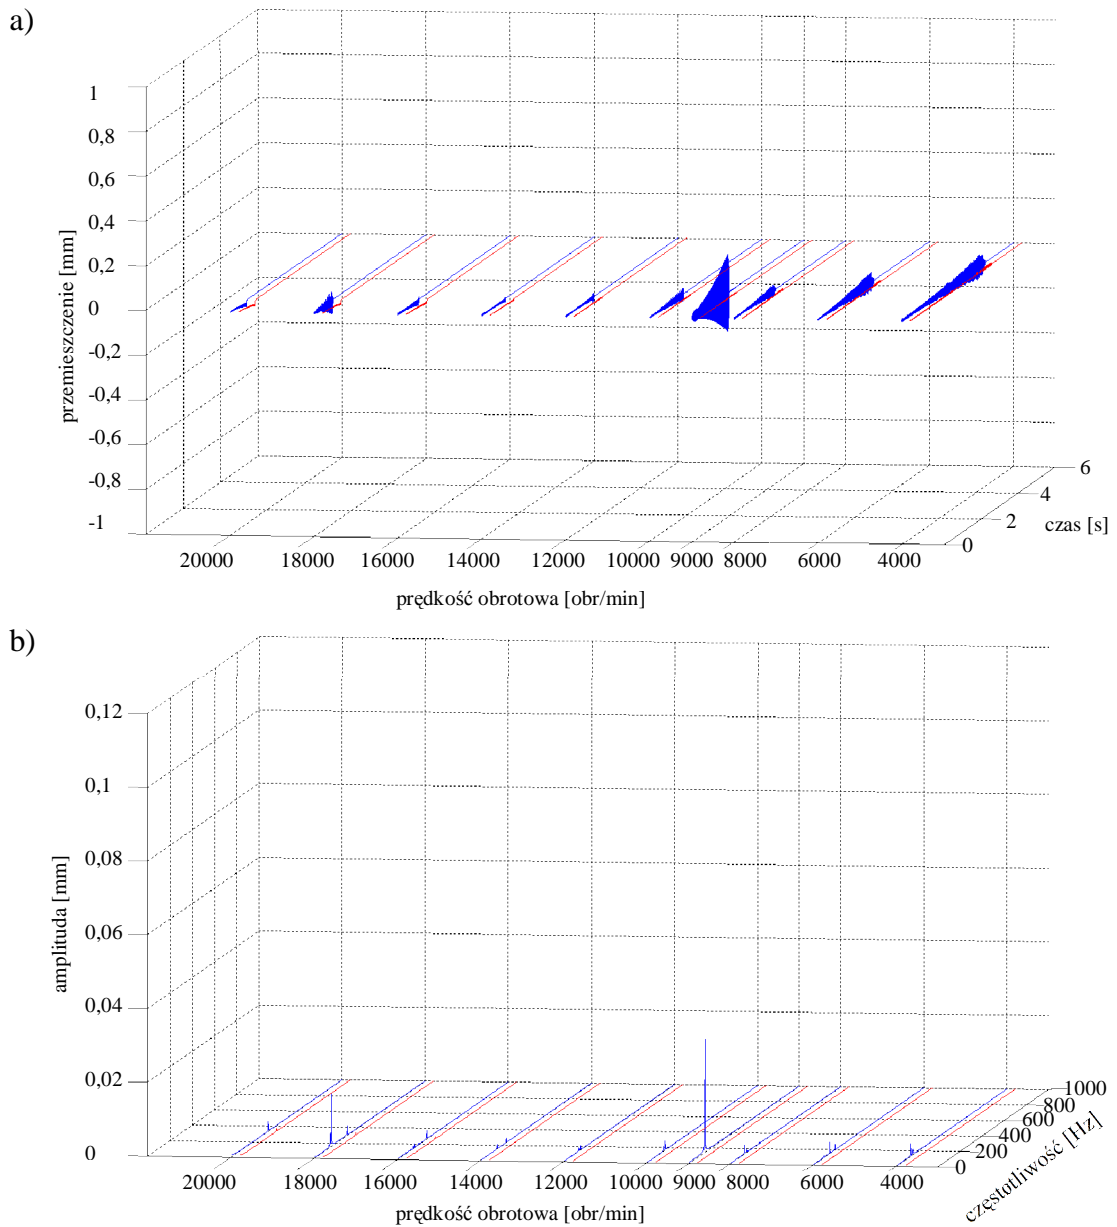 a)
1
0,8
0,6
0,4
0,2
0
-0,2
-0,4
-0,6
-0,8
-1
przemieszczenie [mm]
20000 18000 16000 14000 12000 10000 9000 8000 6000 4000
prędkość obrotowa [obr/min]
0 2 4 6
czas [s]
b)
0,12
0,1
0,08
0,06
0,04
0,02
0
amplituda [mm]
20000 18000 16000 14000 12000 10000 9000 8000 6000 4000
prędkość obrotowa [obr/min]
0 200 400 600 800 1000
częstotliwość [Hz]